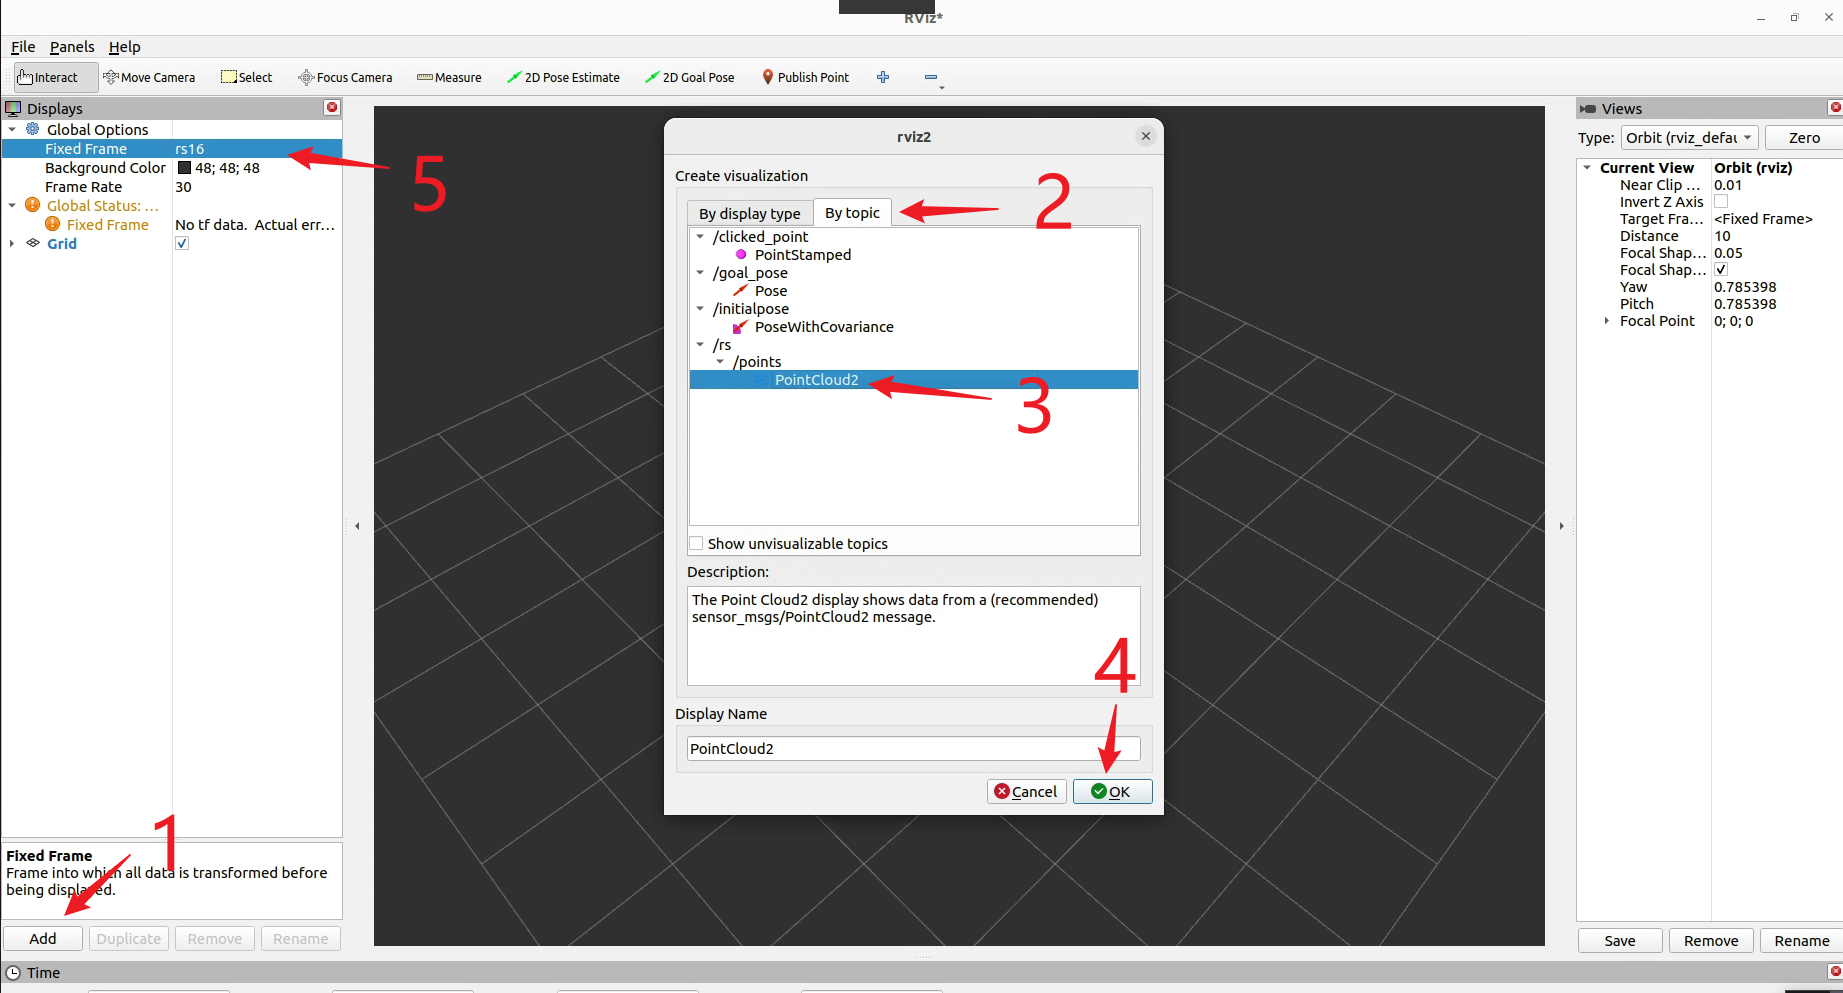 RViz*
File Panels Help
Interact Move Camera Select Focus Camera Measure 2D Pose Estimate 2D Goal Pose Publish Point
Displays
Global Options
Fixed Frame rs16
Background Color 48; 48; 48
Frame Rate 30
Global Status: ...
Fixed Frame No tf data. Actual err...
Grid
5
Fixed Frame
Frame into which all data is transformed before
being displayed.
1
Add Duplicate Remove Rename
Time
rviz2
Create visualization
By display type By topic
2
/clicked_point
PointStamped
/goal_pose
Pose
/initialpose
PoseWithCovariance
/rs
/points
PointCloud2
3
Show unvisualizable topics
Description:
The Point Cloud2 display shows data from a (recommended)
sensor_msgs/PointCloud2 message.
4
Display Name
PointCloud2
Cancel OK
Views
Type: Orbit (rviz_defau Zero
Current View Orbit (rviz)
Near Clip ... 0.01
Invert Z Axis
Target Fra... <Fixed Frame>
Distance 10
Focal Shap... 0.05
Focal Shap...
Yaw 0.785398
Pitch 0.785398
Focal Point 0; 0; 0
Save Remove Rename